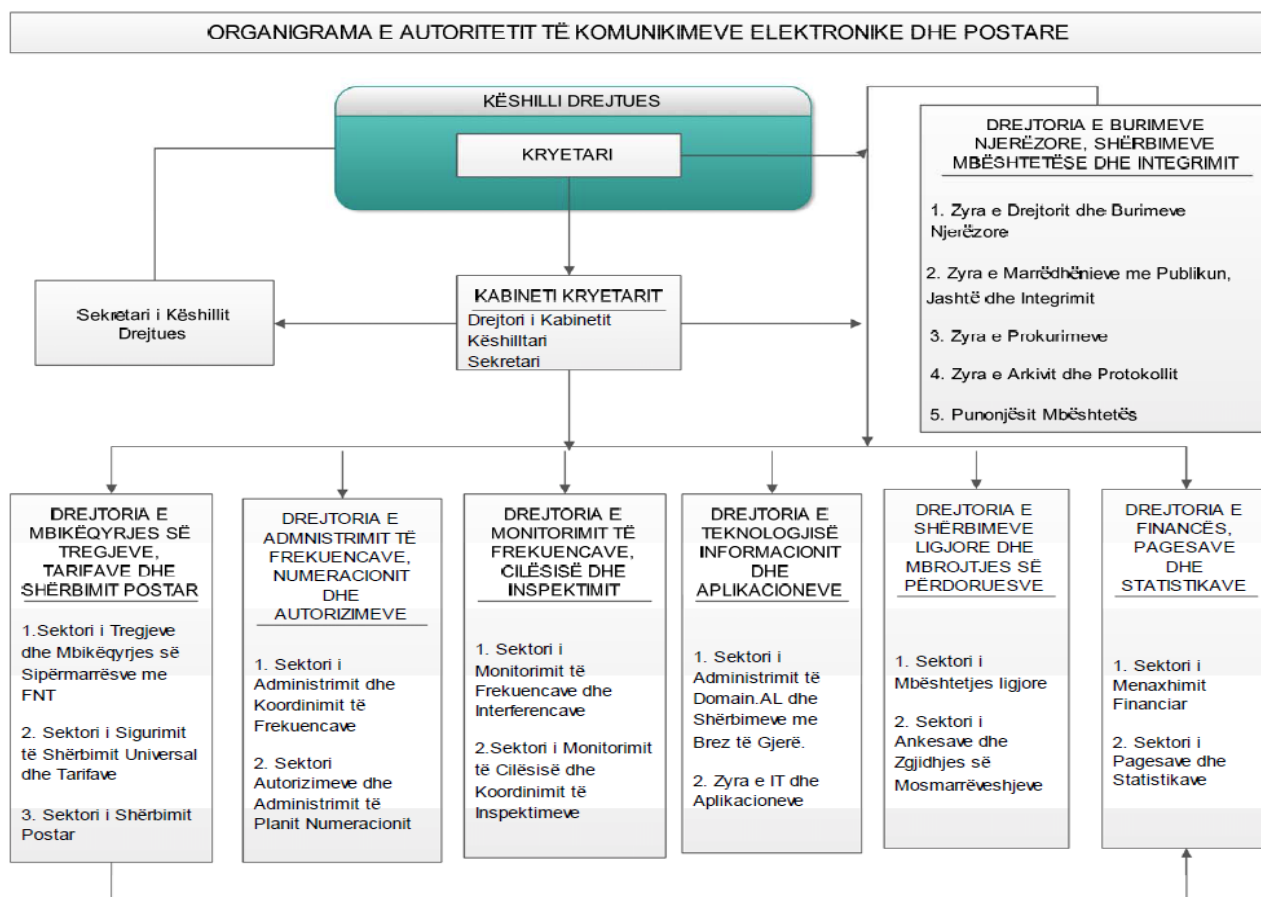 ORGANIGRAMA E AUTORITETIT TË KOMUNIKIMEVE ELEKTRONIKE DHE POSTARE
KËSHILLI DREJTUES
KRYETARI
DREJTORIA E BURIMEVE
NJERËZORE, SHËRBIMEVE
MBËSHTETËSE DHE INTEGRIMIT
1. Zyra e Drejtorit dhe Burimeve
Njerëzore
2. Zyra e Marrëdhënieve me Publikun,
Jashtë dhe Integrimit
3. Zyra e Prokurimeve
4. Zyra e Arkivit dhe Protokollit
5. Punonjësit Mbështetës
Sekretari i Këshillit
Drejtues
KABINETI KRYETARIT
Drejtori i Kabinetit
Këshilltari
Sekretari
DREJTORIA E
MBIKËQYRJES SË
TREGJEVE,
TARIFAVE DHE
SHËRBIMIT POSTAR
1.Sektori i Tregjeve
dhe Mbikëqyrjes së
Sipërmarrësve me
FNT
2. Sektori i Sigurimit
të Shërbimit Universal
dhe Tarifave
3. Sektori i Shërbimit
Postar
DREJTORIA E
ADMNISTRIMIT TË
FREKUENCAVE,
NUMERACIONIT
DHE
AUTORIZIMEVE
1. Sektori i
Administrimit dhe
Koordinimit të
Frekuencave
2. Sektori
Autorizimeve dhe
Administrimit të
Planit Numeracionit
DREJTORIA E
MONITORIMIT TË
FREKUENCAVE,
CILËSISË DHE
INSPEKTIMIT
1. Sektori i
Monitorimit të
Frekuencave dhe
Interferencave
2.Sektori i Monitorimit
të Cilësisë dhe
Koordinimit të
Inspektimeve
DREJTORIA E
TEKNOLOGJISË
INFORMACIONIT
DHE
APLIKACIONEVE
1. Sektori i
Administrimit të
Domain.AL dhe
Shërbimeve me
Brez të Gjerë.
2. Zyra e IT dhe
Aplikacioneve
DREJTORIA E
SHËRBIMEVE
LIGJORE DHE
MBROJTJES SË
PËRDORUESVE
1. Sektori i
Mbështetjes ligjore
2. Sektori i
Ankesave dhe
Zgjidhjes së
Mosmarrëveshjeve
DREJTORIA E
FINANCËS,
PAGESAVE
DHE
STATISTIKAVE
1. Sektori i
Menaxhimit
Financiar
2. Sektori i
Pagesave dhe
Statistikave